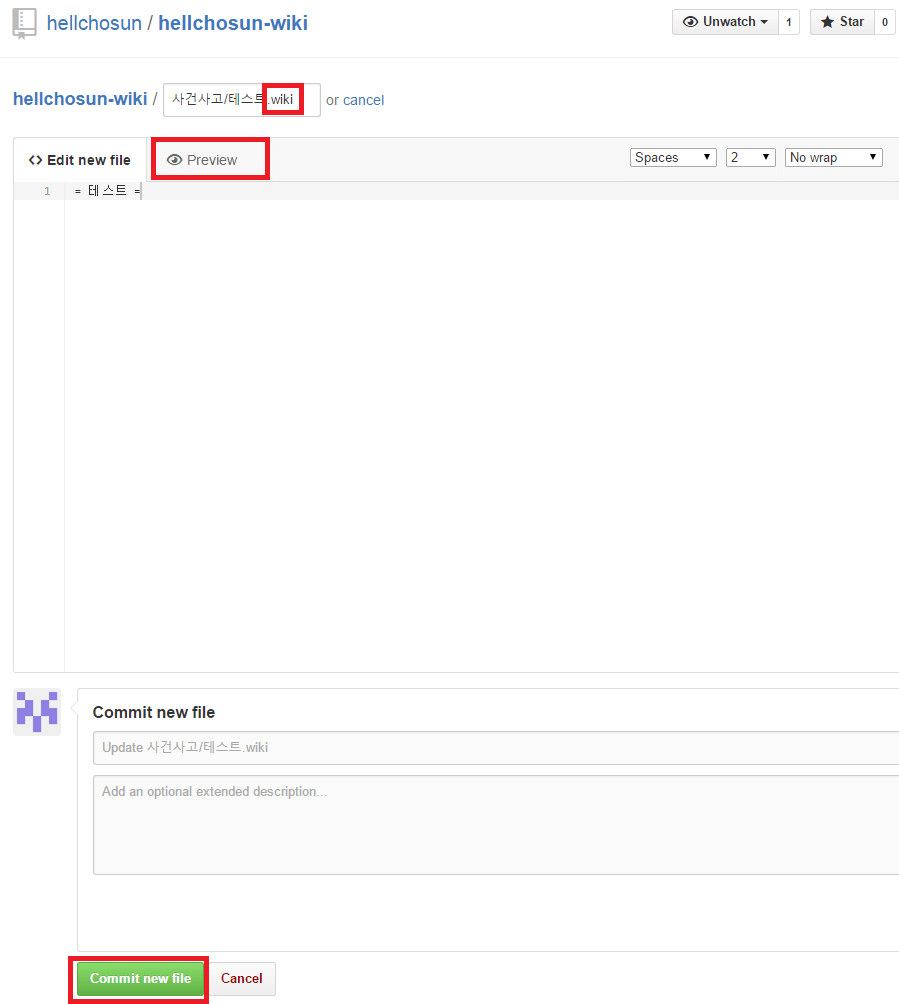 hellchosun / hellchosun-wiki
Unwatch 1 Star 0
hellchosun-wiki / 사건사고/테스트.wiki or cancel
Edit new file Preview Spaces 2 No wrap
1 = 테스트 =
Commit new file
Update 사건사고/테스트.wiki
Add an optional extended description...
Commit new file Cancel